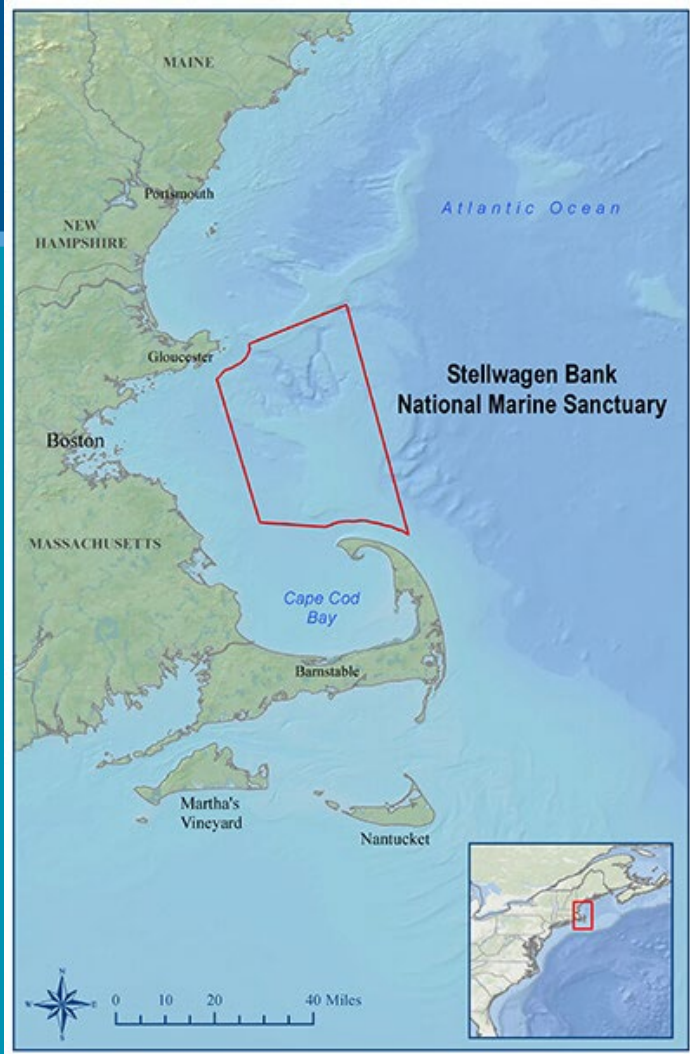 MAINE
Portsmouth
Atlantic Ocean
NEW
HAMPSHIRE
Gloucester
Stellwagen Bank
National Marine Sanctuary
Boston
MASSACHUSETTS
Cape Cod
Bay
Barnstable
Martha's
Vineyard
Nantucket
N
W E
S
0 10 20 40 Miles